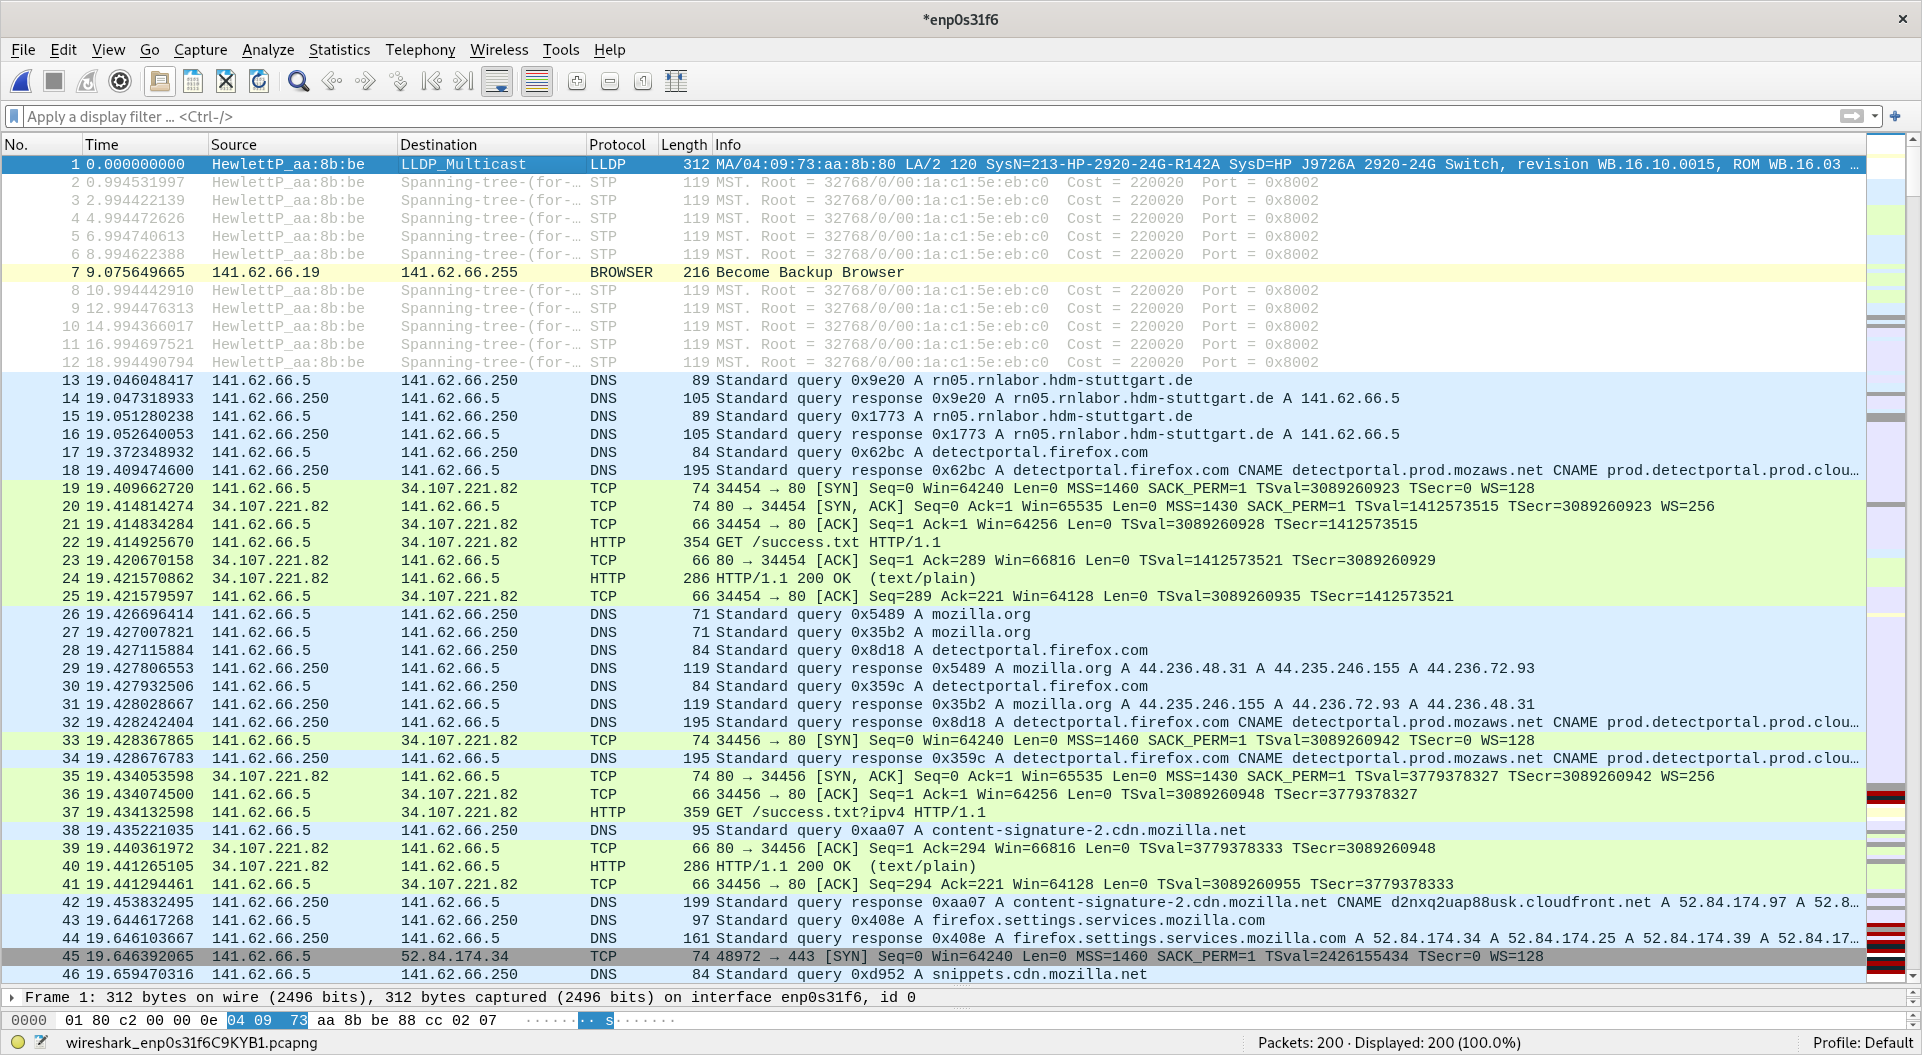 *enp0s31f6
File Edit View Go Capture Analyze Statistics Telephony Wireless Tools Help
Apply a display filter ... <Ctrl-/>
No. Time Source Destination Protocol Length Info
1 0.000000000 HewlettP_aa:8b:be LLDP_Multicast LLDP 312 MA/04:09:73:aa:8b:80 LA/2 120 SysN=213-HP-2920-24G-R142A SysD=HP J9726A 2920-24G Switch, revision WB.16.10.0015, ROM WB.16.03 …
2 0.994531997 HewlettP_aa:8b:be Spanning-tree-(for-… STP 119 MST. Root = 32768/0/00:1a:c1:5e:eb:c0 Cost = 220020 Port = 0x8002
3 2.994422139 HewlettP_aa:8b:be Spanning-tree-(for-… STP 119 MST. Root = 32768/0/00:1a:c1:5e:eb:c0 Cost = 220020 Port = 0x8002
4 4.994472626 HewlettP_aa:8b:be Spanning-tree-(for-… STP 119 MST. Root = 32768/0/00:1a:c1:5e:eb:c0 Cost = 220020 Port = 0x8002
5 6.994740613 HewlettP_aa:8b:be Spanning-tree-(for-… STP 119 MST. Root = 32768/0/00:1a:c1:5e:eb:c0 Cost = 220020 Port = 0x8002
6 8.994622388 HewlettP_aa:8b:be Spanning-tree-(for-… STP 119 MST. Root = 32768/0/00:1a:c1:5e:eb:c0 Cost = 220020 Port = 0x8002
7 9.075649665 141.62.66.19 141.62.66.255 BROWSER 216 Become Backup Browser
8 10.994442910 HewlettP_aa:8b:be Spanning-tree-(for-… STP 119 MST. Root = 32768/0/00:1a:c1:5e:eb:c0 Cost = 220020 Port = 0x8002
9 12.994476313 HewlettP_aa:8b:be Spanning-tree-(for-… STP 119 MST. Root = 32768/0/00:1a:c1:5e:eb:c0 Cost = 220020 Port = 0x8002
10 14.994366017 HewlettP_aa:8b:be Spanning-tree-(for-… STP 119 MST. Root = 32768/0/00:1a:c1:5e:eb:c0 Cost = 220020 Port = 0x8002
11 16.994697521 HewlettP_aa:8b:be Spanning-tree-(for-… STP 119 MST. Root = 32768/0/00:1a:c1:5e:eb:c0 Cost = 220020 Port = 0x8002
12 18.994490794 HewlettP_aa:8b:be Spanning-tree-(for-… STP 119 MST. Root = 32768/0/00:1a:c1:5e:eb:c0 Cost = 220020 Port = 0x8002
13 19.046048417 141.62.66.5 141.62.66.250 DNS 89 Standard query 0x9e20 A rn05.rnlabor.hdm-stuttgart.de
14 19.047318933 141.62.66.250 141.62.66.5 DNS 105 Standard query response 0x9e20 A rn05.rnlabor.hdm-stuttgart.de A 141.62.66.5
15 19.051280238 141.62.66.5 141.62.66.250 DNS 89 Standard query 0x1773 A rn05.rnlabor.hdm-stuttgart.de
16 19.052640053 141.62.66.250 141.62.66.5 DNS 105 Standard query response 0x1773 A rn05.rnlabor.hdm-stuttgart.de A 141.62.66.5
17 19.372348932 141.62.66.5 141.62.66.250 DNS 84 Standard query 0x62bc A detectportal.firefox.com
18 19.409474600 141.62.66.250 141.62.66.5 DNS 195 Standard query response 0x62bc A detectportal.firefox.com CNAME detectportal.prod.mozaws.net CNAME prod.detectportal.prod.clou…
19 19.409662720 141.62.66.5 34.107.221.82 TCP 74 34454 → 80 [SYN] Seq=0 Win=64240 Len=0 MSS=1460 SACK_PERM=1 TSval=3089260923 TSecr=0 WS=128
20 19.414814274 34.107.221.82 141.62.66.5 TCP 74 80 → 34454 [SYN, ACK] Seq=0 Ack=1 Win=65535 Len=0 MSS=1430 SACK_PERM=1 TSval=1412573515 TSecr=3089260923 WS=256
21 19.414834284 141.62.66.5 34.107.221.82 TCP 66 34454 → 80 [ACK] Seq=1 Ack=1 Win=64256 Len=0 TSval=3089260928 TSecr=1412573515
22 19.414925670 141.62.66.5 34.107.221.82 HTTP 354 GET /success.txt HTTP/1.1
23 19.420670158 34.107.221.82 141.62.66.5 TCP 66 80 → 34454 [ACK] Seq=1 Ack=289 Win=66816 Len=0 TSval=1412573521 TSecr=3089260929
24 19.421570862 34.107.221.82 141.62.66.5 HTTP 286 HTTP/1.1 200 OK (text/plain)
25 19.421579597 141.62.66.5 34.107.221.82 TCP 66 34454 → 80 [ACK] Seq=289 Ack=221 Win=64128 Len=0 TSval=3089260935 TSecr=1412573521
26 19.426696414 141.62.66.5 141.62.66.250 DNS 71 Standard query 0x5489 A mozilla.org
27 19.427007821 141.62.66.5 141.62.66.250 DNS 71 Standard query 0x35b2 A mozilla.org
28 19.427115884 141.62.66.5 141.62.66.250 DNS 84 Standard query 0x8d18 A detectportal.firefox.com
29 19.427806553 141.62.66.250 141.62.66.5 DNS 119 Standard query response 0x5489 A mozilla.org A 44.236.48.31 A 44.235.246.155 A 44.236.72.93
30 19.427932506 141.62.66.5 141.62.66.250 DNS 84 Standard query 0x359c A detectportal.firefox.com
31 19.428028667 141.62.66.250 141.62.66.5 DNS 119 Standard query response 0x35b2 A mozilla.org A 44.235.246.155 A 44.236.72.93 A 44.236.48.31
32 19.428242404 141.62.66.250 141.62.66.5 DNS 195 Standard query response 0x8d18 A detectportal.firefox.com CNAME detectportal.prod.mozaws.net CNAME prod.detectportal.prod.clou…
33 19.428367865 141.62.66.5 34.107.221.82 TCP 74 34456 → 80 [SYN] Seq=0 Win=64240 Len=0 MSS=1460 SACK_PERM=1 TSval=3089260942 TSecr=0 WS=128
34 19.428676783 141.62.66.250 141.62.66.5 DNS 195 Standard query response 0x359c A detectportal.firefox.com CNAME detectportal.prod.mozaws.net CNAME prod.detectportal.prod.clou…
35 19.434053598 34.107.221.82 141.62.66.5 TCP 74 80 → 34456 [SYN, ACK] Seq=0 Ack=1 Win=65535 Len=0 MSS=1430 SACK_PERM=1 TSval=3779378327 TSecr=3089260942 WS=256
36 19.434074500 141.62.66.5 34.107.221.82 TCP 66 34456 → 80 [ACK] Seq=1 Ack=1 Win=64256 Len=0 TSval=3089260948 TSecr=3779378327
37 19.434132598 141.62.66.5 34.107.221.82 HTTP 359 GET /success.txt?ipv4 HTTP/1.1
38 19.435221035 141.62.66.5 141.62.66.250 DNS 95 Standard query 0xaa07 A content-signature-2.cdn.mozilla.net
39 19.440361972 34.107.221.82 141.62.66.5 TCP 66 80 → 34456 [ACK] Seq=1 Ack=294 Win=66816 Len=0 TSval=3779378333 TSecr=3089260948
40 19.441265105 34.107.221.82 141.62.66.5 HTTP 286 HTTP/1.1 200 OK (text/plain)
41 19.441294461 141.62.66.5 34.107.221.82 TCP 66 34456 → 80 [ACK] Seq=294 Ack=221 Win=64128 Len=0 TSval=3089260955 TSecr=3779378333
42 19.453832495 141.62.66.250 141.62.66.5 DNS 199 Standard query response 0xaa07 A content-signature-2.cdn.mozilla.net CNAME d2nxq2uap88usk.cloudfront.net A 52.84.174.97 A 52.8…
43 19.644617268 141.62.66.5 141.62.66.250 DNS 97 Standard query 0x408e A firefox.settings.services.mozilla.com
44 19.646103667 141.62.66.250 141.62.66.5 DNS 161 Standard query response 0x408e A firefox.settings.services.mozilla.com A 52.84.174.34 A 52.84.174.25 A 52.84.174.39 A 52.84.17…
45 19.646392065 141.62.66.5 52.84.174.34 TCP 74 48972 → 443 [SYN] Seq=0 Win=64240 Len=0 MSS=1460 SACK_PERM=1 TSval=2426155434 TSecr=0 WS=128
46 19.659470316 141.62.66.5 141.62.66.250 DNS 84 Standard query 0xd952 A snippets.cdn.mozilla.net
Frame 1: 312 bytes on wire (2496 bits), 312 bytes captured (2496 bits) on interface enp0s31f6, id 0
0000 01 80 c2 00 00 0e 04 09 73 aa 8b be 88 cc 02 07 ········ s·······
wireshark_enp0s31f6C9KYB1.pcapng Packets: 200 · Displayed: 200 (100.0%) Profile: Default